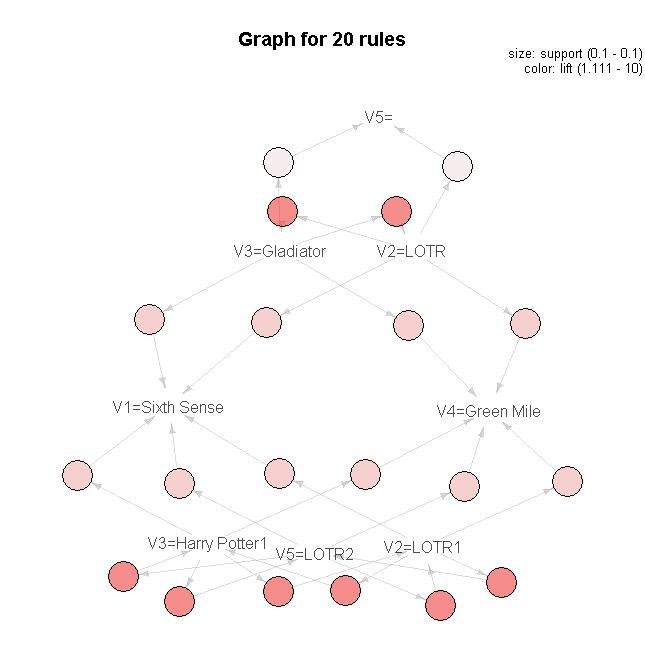 Graph for 20 rules
size: support (0.1 - 0.1)
color: lift (1.111 - 10)
V5=
V3=Gladiator
V2=LOTR
V1=Sixth Sense
V4=Green Mile
V3=Harry Potter1
V5=LOTR2
V2=LOTR1